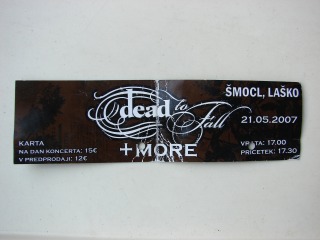 dead to Fall
+ MORE
ŠMOCL, LAŠKO
21.05.2007
KARTA
NA DAN KONCERTA: 15€
V PREDPRODAJI: 12€
VRATA: 17.00
PRIČETEK: 17.30